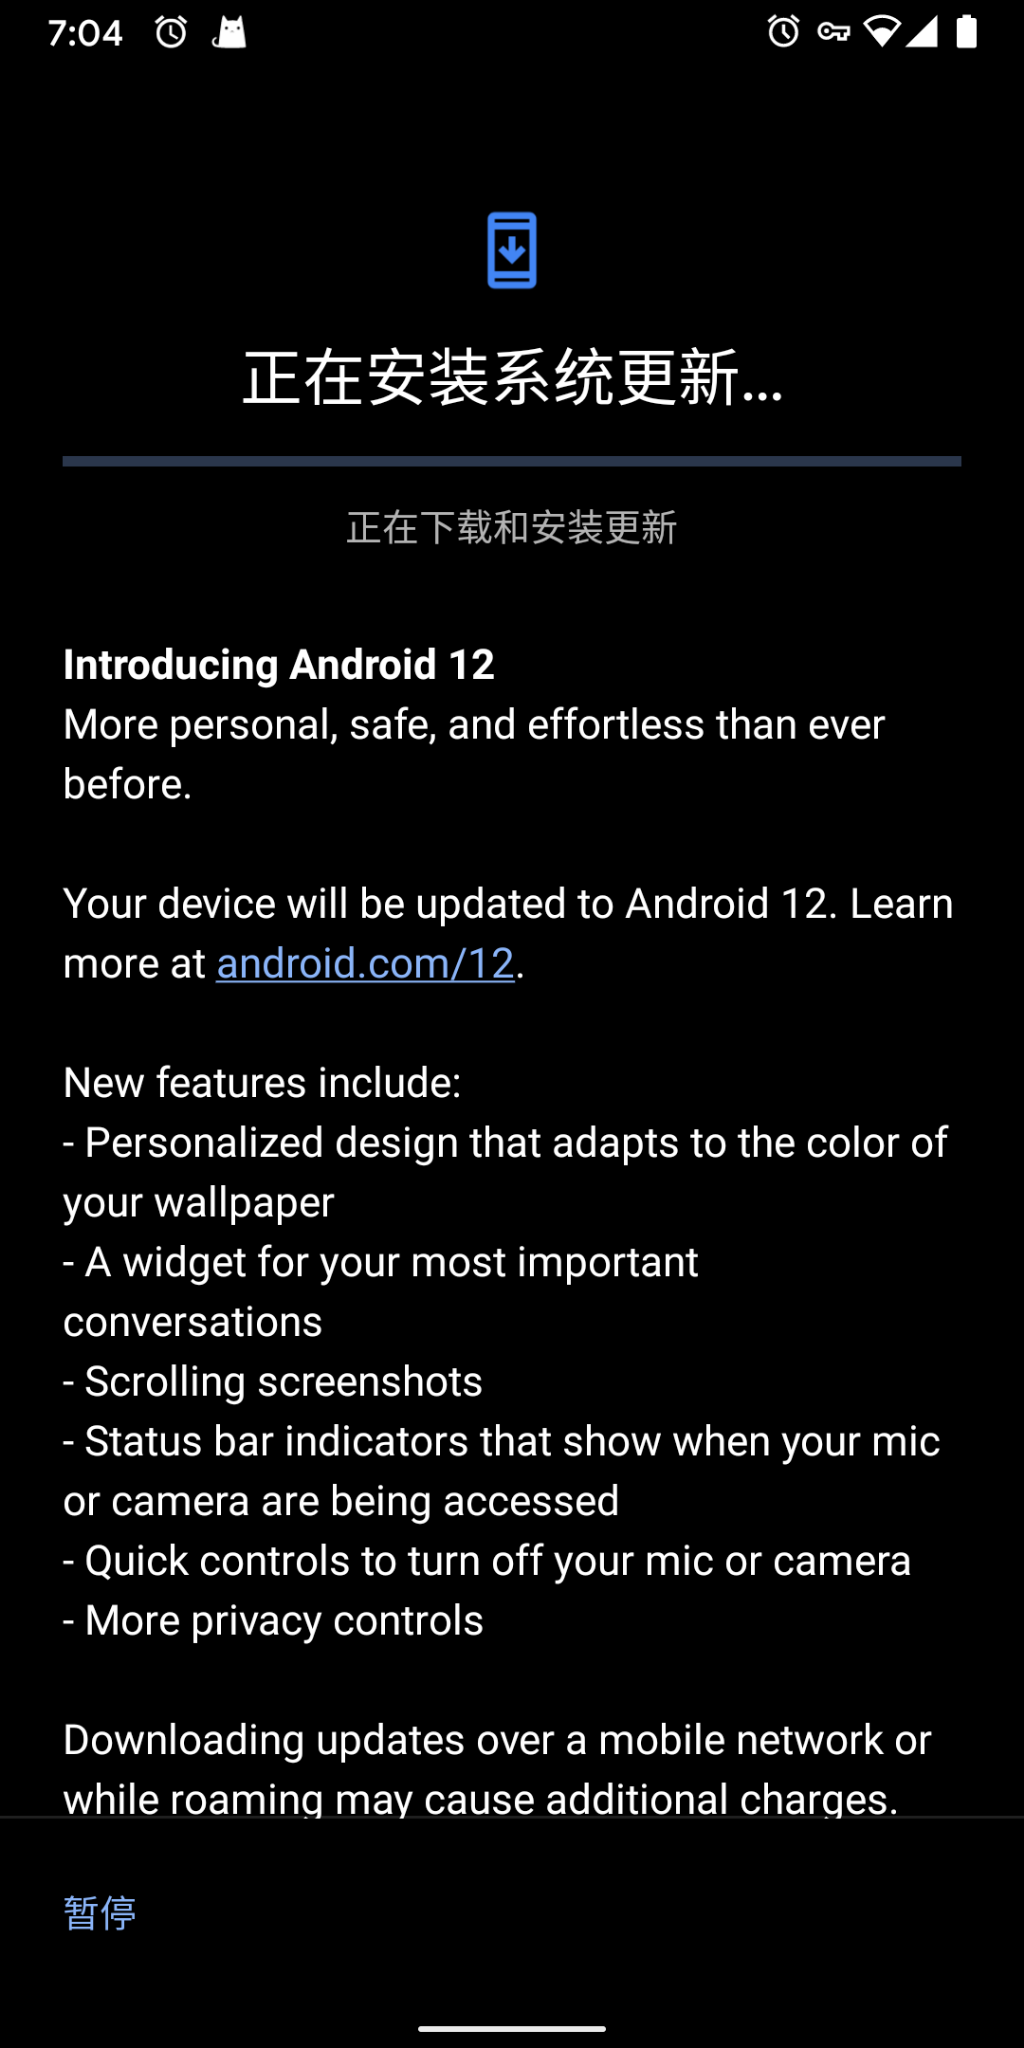 7:04
正在安装系统更新...
正在下载和安装更新
Introducing Android 12
More personal, safe, and effortless than ever
before.
Your device will be updated to Android 12. Learn
more at android.com/12.
New features include:
- Personalized design that adapts to the color of
your wallpaper
- A widget for your most important
conversations
- Scrolling screenshots
- Status bar indicators that show when your mic
or camera are being accessed
- Quick controls to turn off your mic or camera
- More privacy controls
Downloading updates over a mobile network or
while roaming may cause additional charges.
暂停